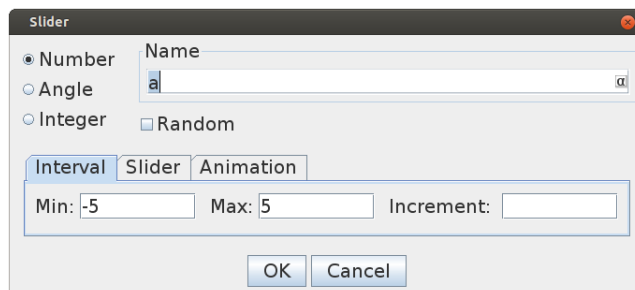 Slider
Number
Angle
Integer
Name
a
α
Random
Interval Slider Animation
Min: -5 Max: 5 Increment:
OK Cancel